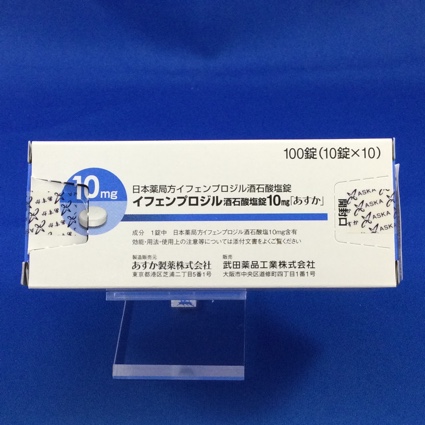 100錠(10錠×10)
10mg
日本薬局方イフェンプロジル酒石酸塩錠
イフェンプロジル酒石酸塩錠10mg「あすか」
成分 1錠中 日本薬局方イフェンプロジル酒石酸塩10mg含有
効能・用法・使用上の注意等については添付文書をよくご覧ください
製造販売元
あすか製薬株式会社
東京都港区芝浦二丁目5番1号
販売
武田薬品工業株式会社
大阪市中央区道修町四丁目1番1号
ASKA
ASKA
開封口